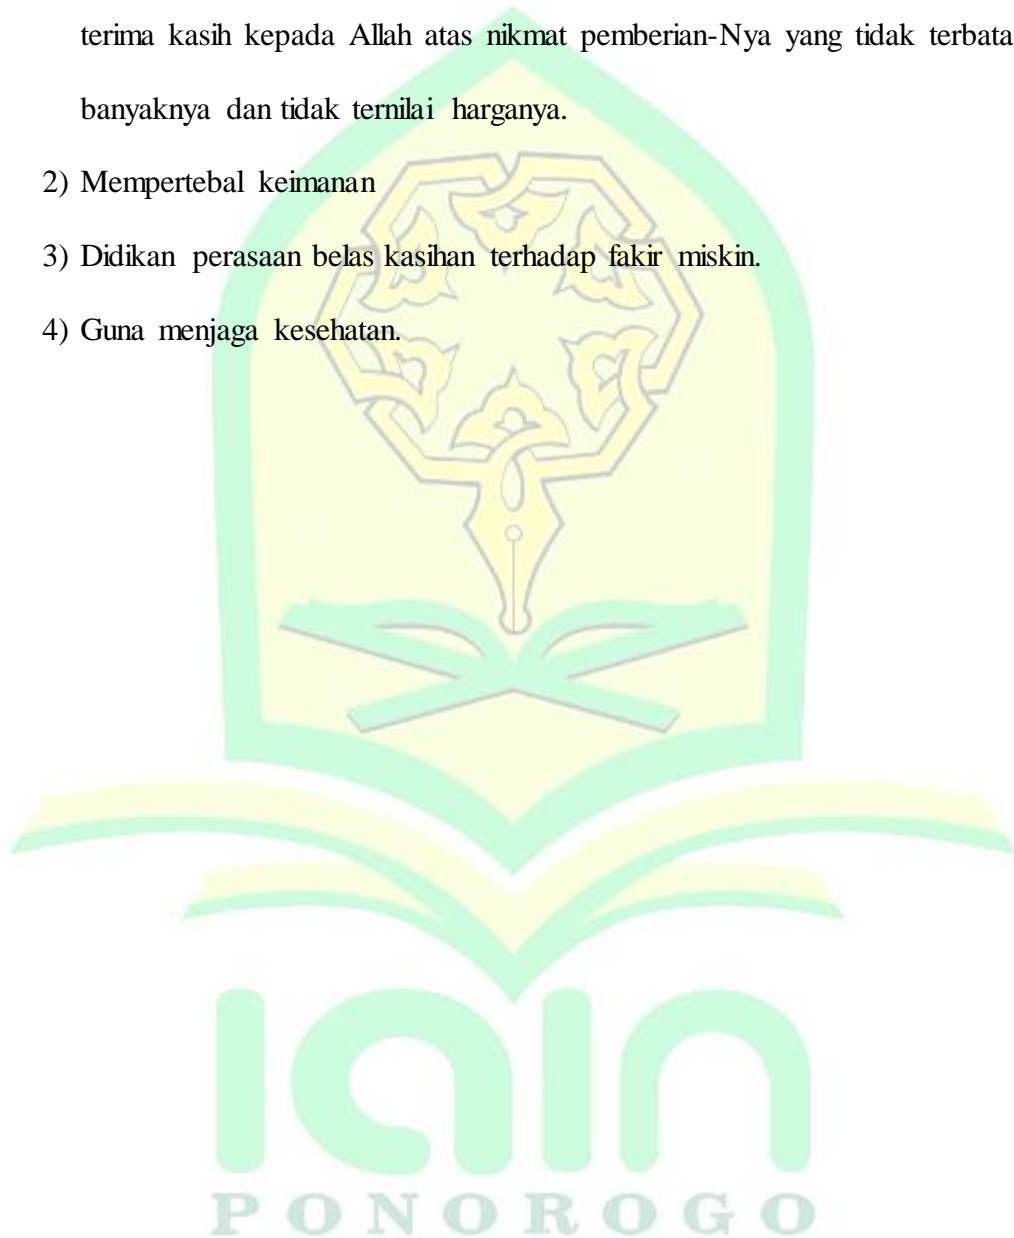 terima kasih kepada Allah atas nikmat pemberian-Nya yang tidak terbata
banyaknya dan tidak ternilai harganya.
2) Mempertebal keimanan
3) Didikan perasaan belas kasihan terhadap fakir miskin.
4) Guna menjaga kesehatan.
iain
PONOROGO